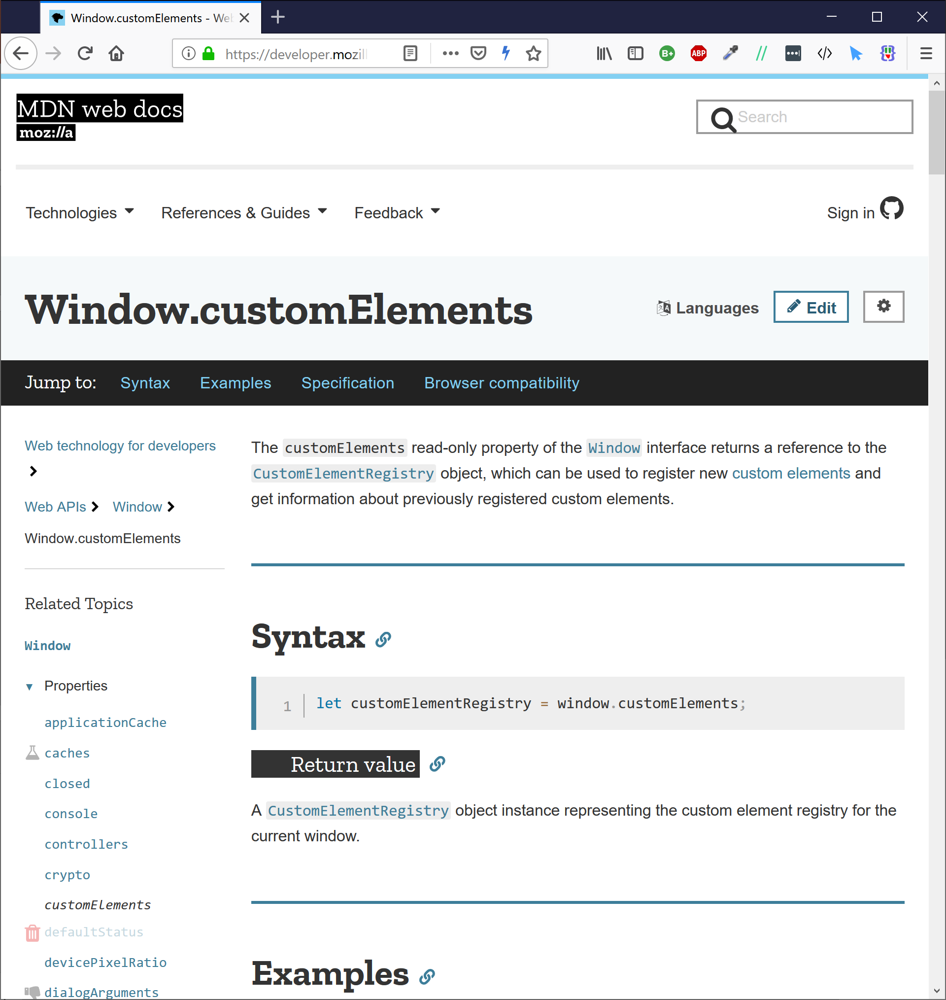 Window.customElements - Web
https://developer.mozill
B+
ABP
MDN web docs
moz://a
Search
Technologies
References & Guides
Feedback
Sign in
Window.customElements
Languages
Edit
Jump to:
Syntax
Examples
Specification
Browser compatibility
Web technology for developers
Web APIs
Window
Window.customElements
Related Topics
Window
Properties
applicationCache
caches
closed
console
controllers
crypto
customElements
defaultStatus
devicePixelRatio
dialogArguments
The customElements read-only property of the Window interface returns a reference to the
CustomElementRegistry object, which can be used to register new custom elements and
get information about previously registered custom elements.
Syntax
1 let customElementRegistry = window.customElements;
Return value
A CustomElementRegistry object instance representing the custom element registry for the
current window.
Examples